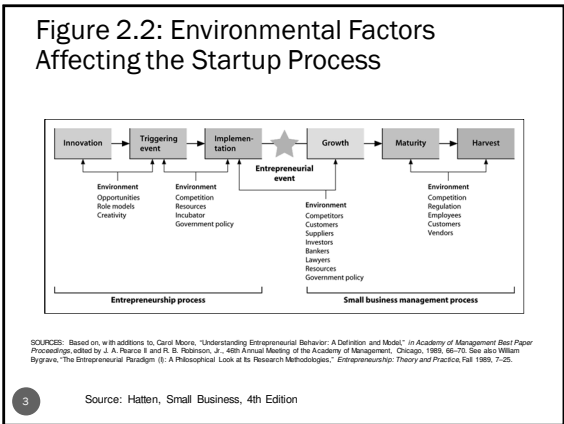 Figure 2.2: Environmental Factors
Affecting the Startup Process
Innovation
Triggering
event
Implemen-
tation
Growth
Maturity
Harvest
Entrepreneurial
event
Environment
Opportunities
Role models
Creativity
Environment
Competition
Resources
Incubator
Government policy
Environment
Competitors
Customers
Suppliers
Investors
Bankers
Lawyers
Resources
Government policy
Environment
Competition
Regulation
Employees
Customers
Vendors
Entrepreneurship process
Small business management process
SOURCES: Based on, with additions to, Carol Moore, "Understanding Entrepreneurial Behavior: A Definition and Model," in Academy of Management Best Paper
Proceedings, edited by J. A. Pearce II and R. B. Robinson, Jr., 46th Annual Meeting of the Academy of Management, Chicago, 1989, 66–70. See also William
Bygrave, "The Entrepreneurial Paradigm (I): A Philosophical Look at Its Research Methodologies," Entrepreneurship: Theory and Practice, Fall 1989, 7–25.
3
Source: Hatten, Small Business, 4th Edition